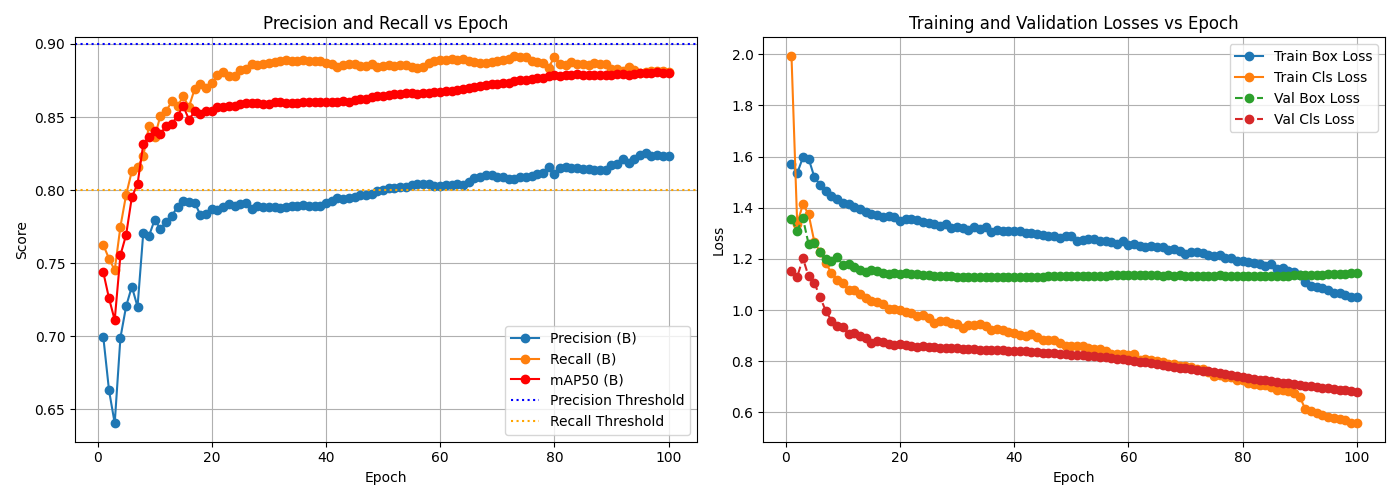 Precision and Recall vs Epoch
0.90
0.85
0.80
0.75
0.70
0.65
Score
0
20
40
60
80
100
Epoch
Precision (B)
Recall (B)
mAP50 (B)
Precision Threshold
Recall Threshold
Training and Validation Losses vs Epoch
2.0
1.8
1.6
1.4
1.2
1.0
0.8
0.6
Loss
0
20
40
60
80
100
Epoch
Train Box Loss
Train Cls Loss
Val Box Loss
Val Cls Loss